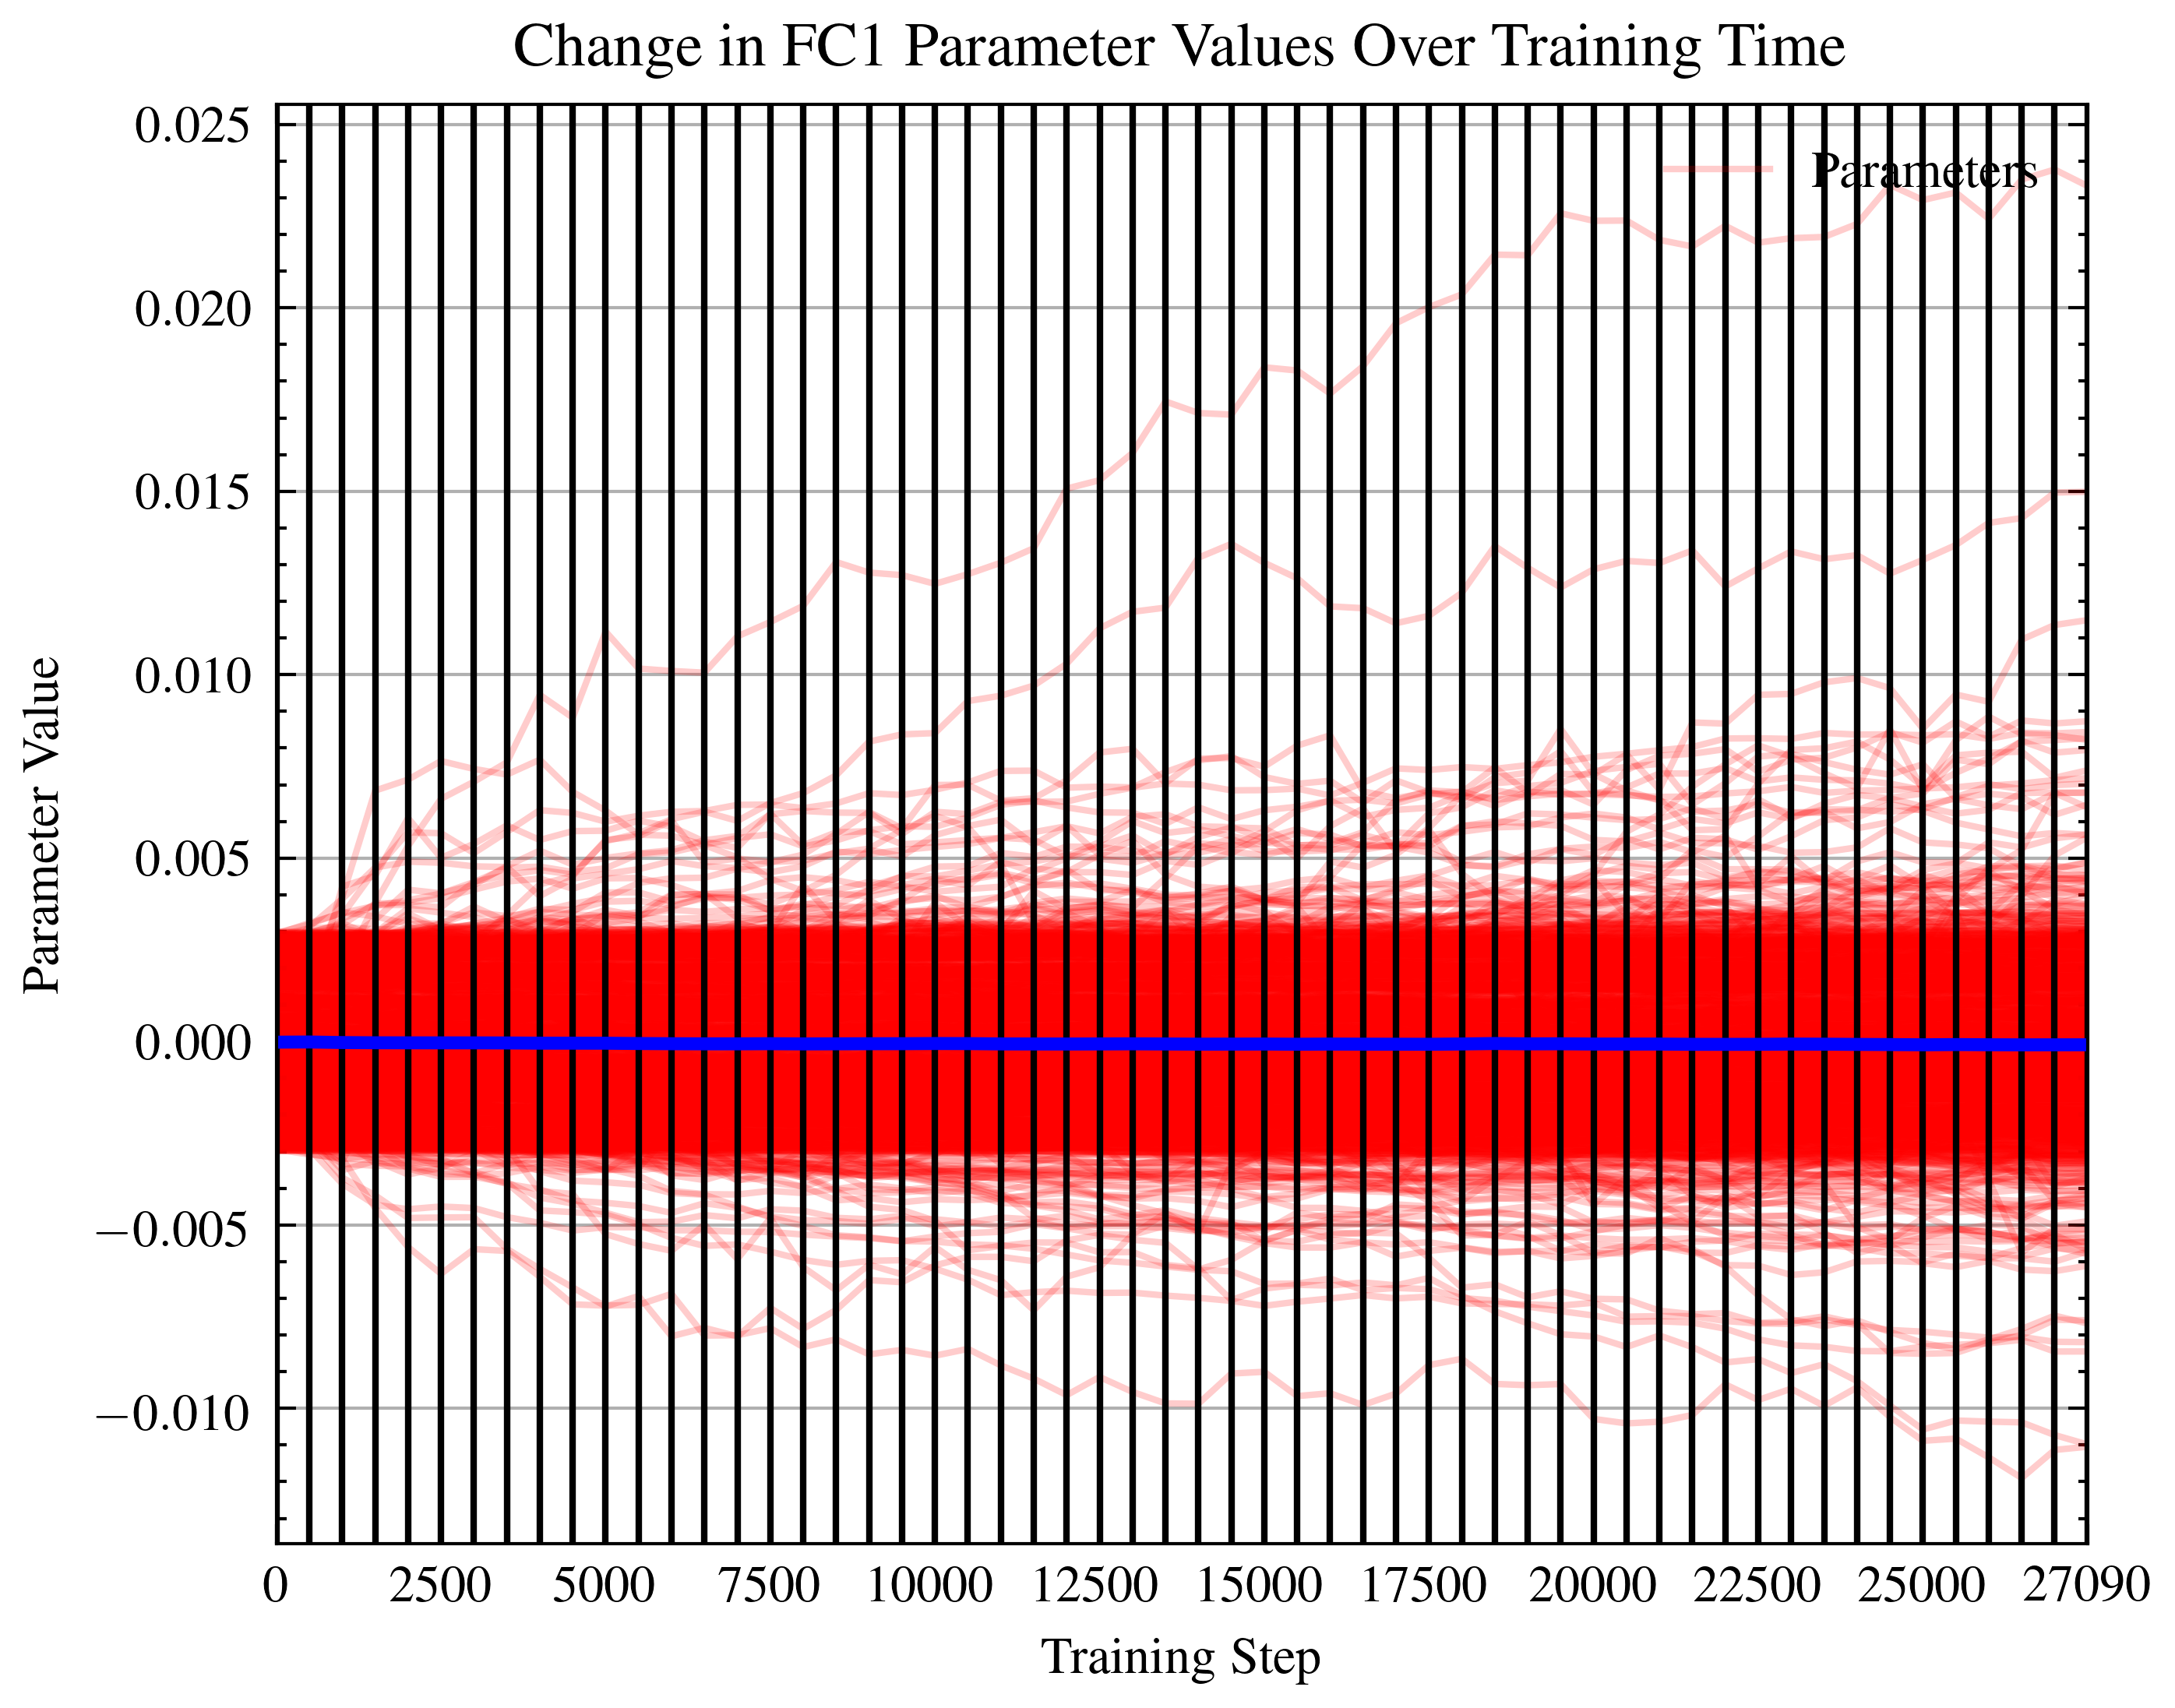 Change in FC1 Parameter Values Over Training Time
Parameters
0.025
0.020
0.015
0.010
0.005
0.000
−0.005
−0.010
Parameter Value
0 2500 5000 7500 10000 12500 15000 17500 20000 22500 25000 27090
Training Step